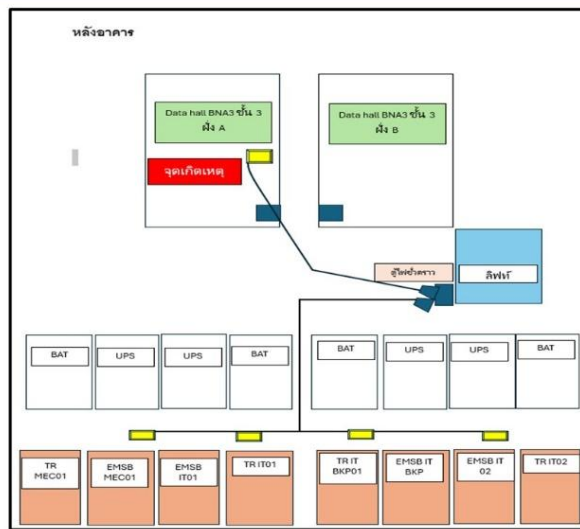 หลังอาคาร
Data hall BNA3 ชั้น 3
ฝั่ง A
Data hall BNA3 ชั้น 3
ฝั่ง B
จุดเกิดเหตุ
ตู้ไฟชั่วคราว
ลิฟท์
BAT
UPS
UPS
BAT
BAT
UPS
UPS
BAT
TR
MEC01
EMSB
MEC01
EMSB
IT01
TR IT01
TR IT
BKP01
EMSB IT
BKP
EMSB IT
02
TR IT02